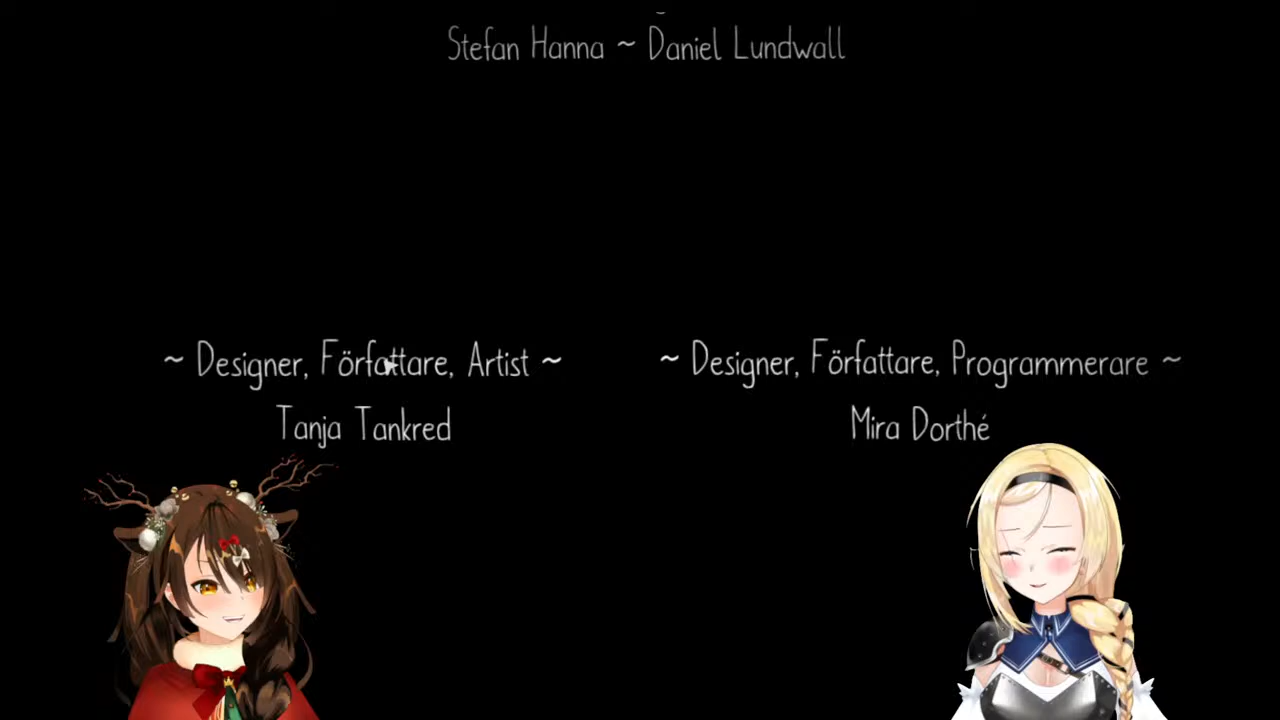 Stefan Hanna ~ Daniel Lundwall
~ Designer, Författare, Artist ~
Tanja Tankred
~ Designer, Författare, Programmerare ~
Mira Dorthé